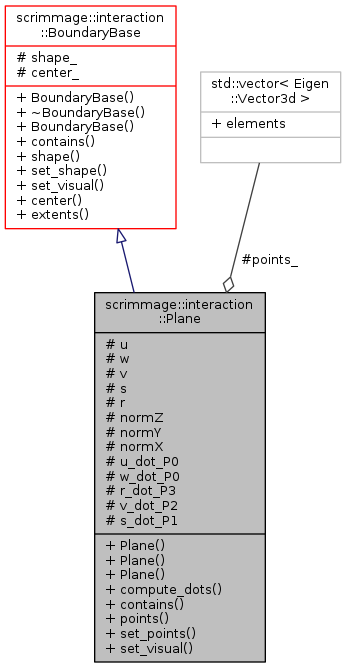 scrimmage::interaction
::BoundaryBase
# shape_
# center_
+ BoundaryBase()
+ ~BoundaryBase()
+ BoundaryBase()
+ contains()
+ shape()
+ set_shape()
+ set_visual()
+ center()
+ extents()
std::vector< Eigen
::Vector3d >
+ elements
#points_
scrimmage::interaction
::Plane
# u
# w
# v
# s
# r
# normZ
# normY
# normX
# u_dot_P0
# w_dot_P0
# r_dot_P3
# v_dot_P2
# s_dot_P1
+ Plane()
+ Plane()
+ Plane()
+ compute_dots()
+ contains()
+ points()
+ set_points()
+ set_visual()